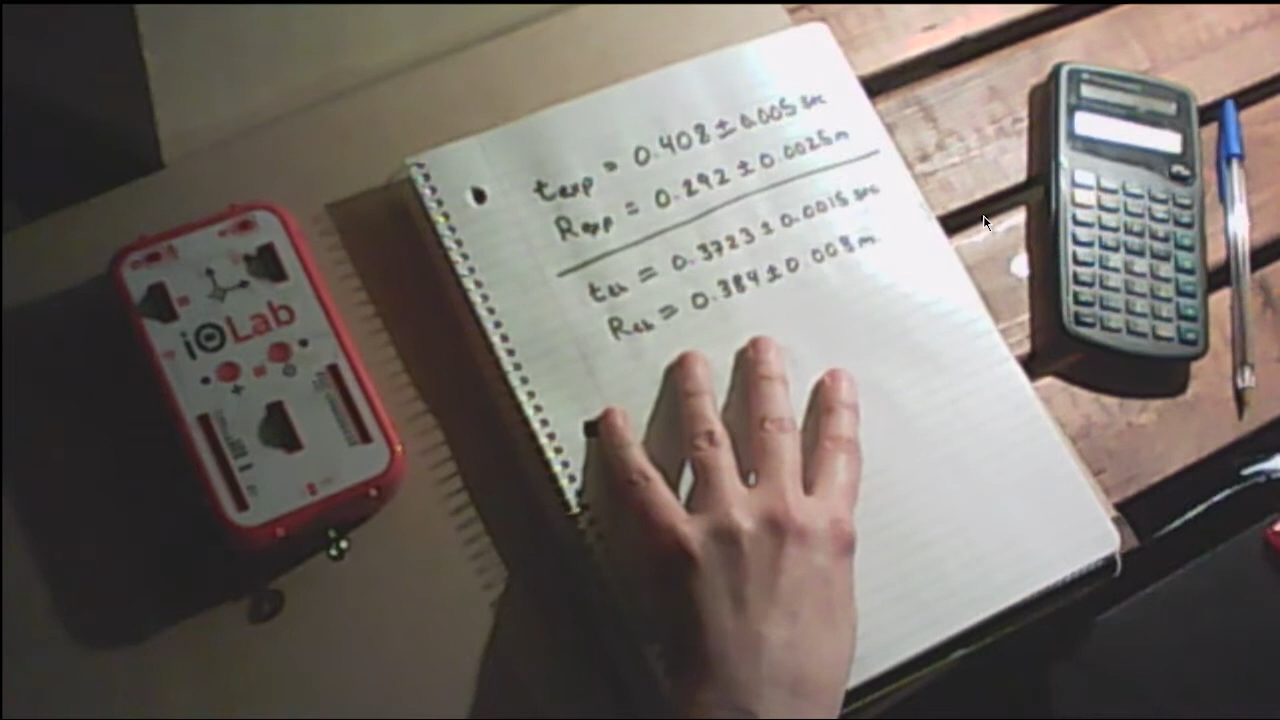 iOLab
t_exp = 0.408 ± 0.005 sec
R_exp = 0.292 ± 0.0025m
t_th = 0.3723 ± 0.0015 sec
R_th = 0.384 ± 0.008 m